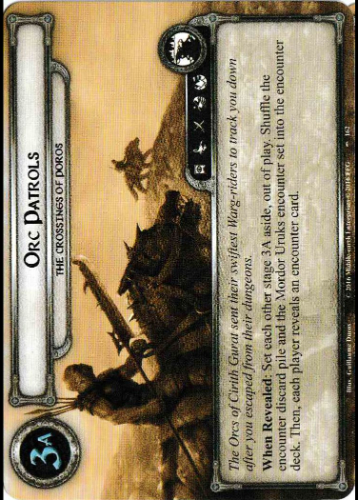 3A
ORC PATROLS
THE CROSSINGS OF POROS
The Orcs of Cirith Gurat sent their swiftest Warg-riders to track you down
after you escaped from their dungeons.
When Revealed: Set each other stage 3A aside, out of play. Shuffle the
encounter discard pile and the Mordor Uruks encounter set into the encounter
deck. Then, each player reveals an encounter card.
Illus. Guillaume Ducos © 2016 Middle-earth Enterprises © 2016 FFG 162